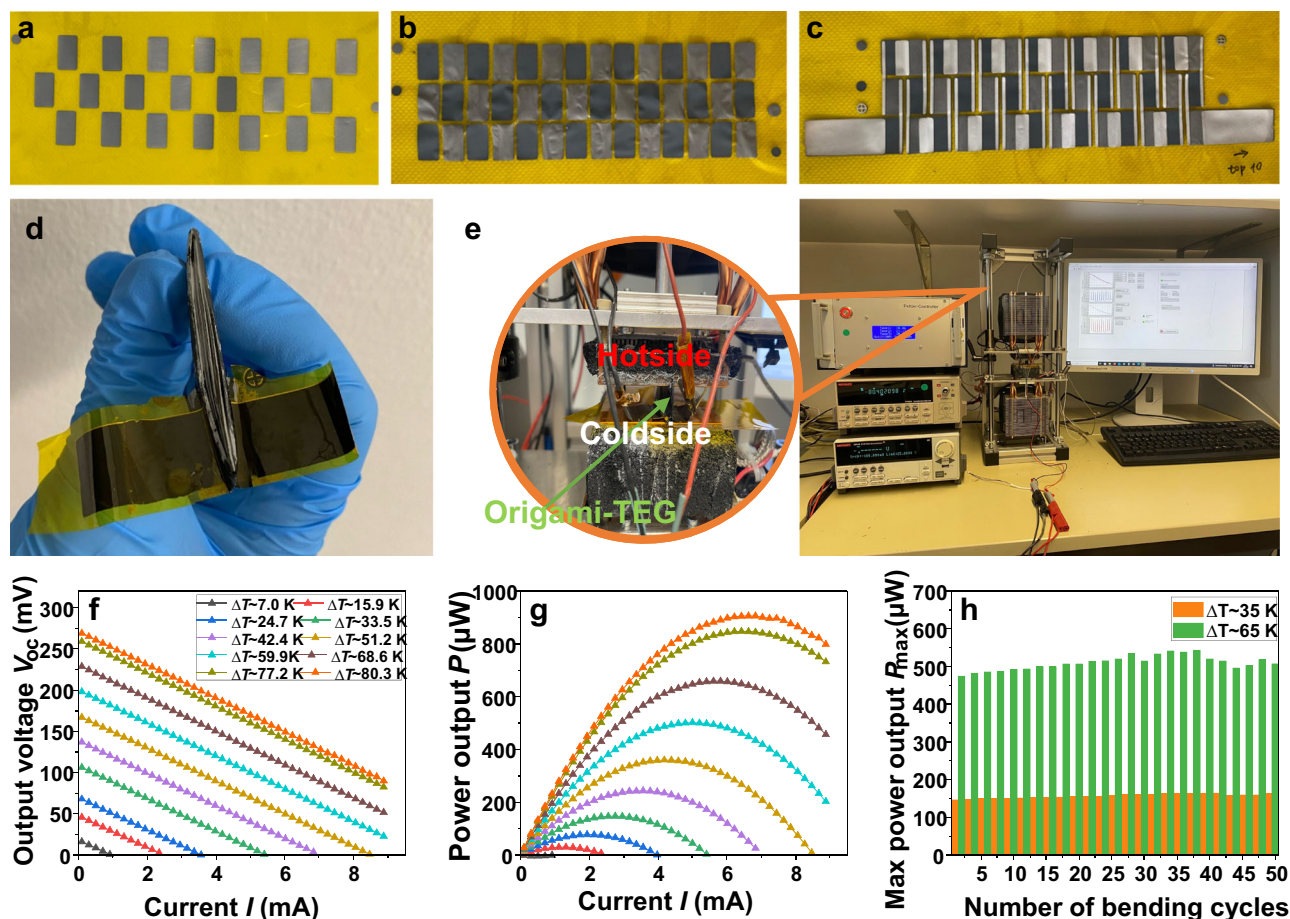 a
b
c
top 10
d
e
Hotside
Coldside
Origami-TEG
f
Output voltage Voc (mV)
300
250
200
150
100
50
0
0 2 4 6 8
Current I (mA)
ΔT~7.0 K ΔT~15.9 K
ΔT~24.7 K ΔT~33.5 K
ΔT~42.4 K ΔT~51.2 K
ΔT~59.9K ΔT~68.6 K
ΔT~77.2 K ΔT~80.3 K
g
Power output P (µW)
1000
800
600
400
200
0
0 2 4 6 8
Current I (mA)
h
Max power output Pmax(µW)
700
600
500
400
300
200
100
0
5 10 15 20 25 30 35 40 45 50
Number of bending cycles
ΔT~35 K
ΔT~65 K